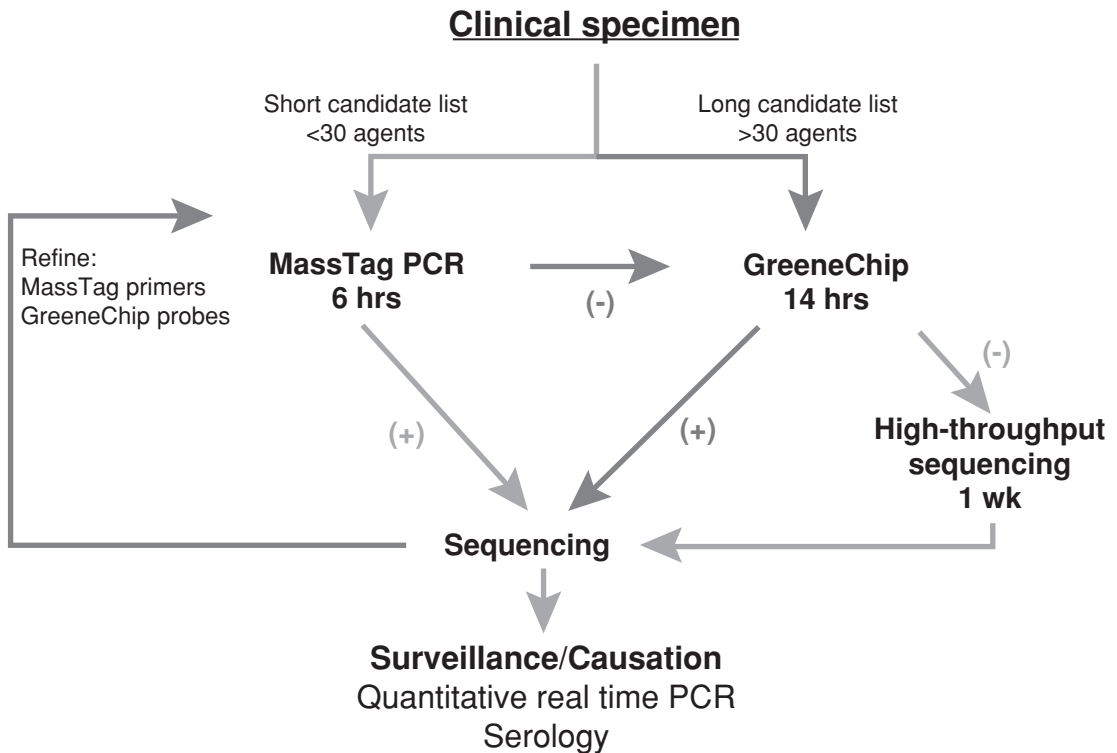 Clinical specimen
Short candidate list
<30 agents
Long candidate list
>30 agents
Refine:
MassTag primers
GreeneChip probes
MassTag PCR
6 hrs
(-)
GreeneChip
14 hrs
(-)
(+)
(+)
High-throughput
sequencing
1 wk
Sequencing
Surveillance/Causation
Quantitative real time PCR
Serology